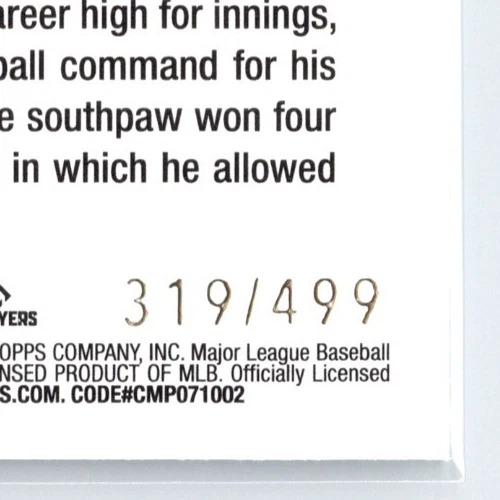 areer high for innings,
ball command for his
e southpaw won four
in which he allowed
YERS
319/499
OPPS COMPANY, INC. Major League Baseball
NSED PRODUCT OF MLB. Officially Licensed
S.COM. CODE#CMP071002